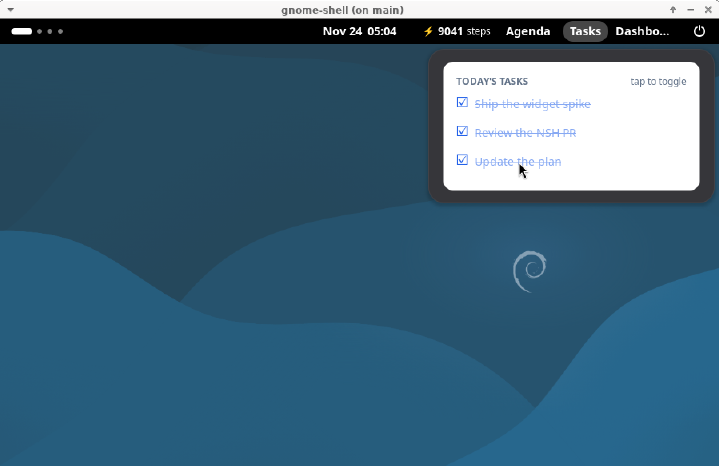 gnome-shell (on main)
Nov 24 05:04 ⚡ 9041 steps Agenda Tasks Dashbo...
TODAY'S TASKS tap to toggle
☑ Ship the widget spike
☑ Review the NSH PR
☑ Update the plan